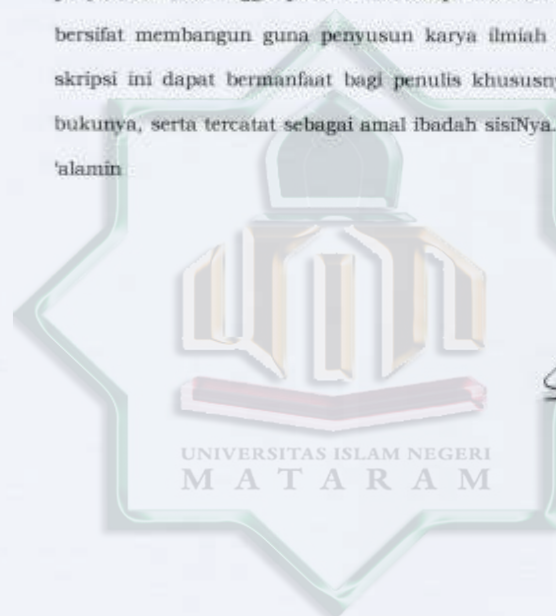 bersifat membangun guna penyusun karya ilmiah
skripsi ini dapat bermanfaat bagi penulis khususny
bukunya, serta tercatat sebagai amal ibadah sisiNya.
'alamin
UNIVERSITAS ISLAM NEGERI
MATARAM